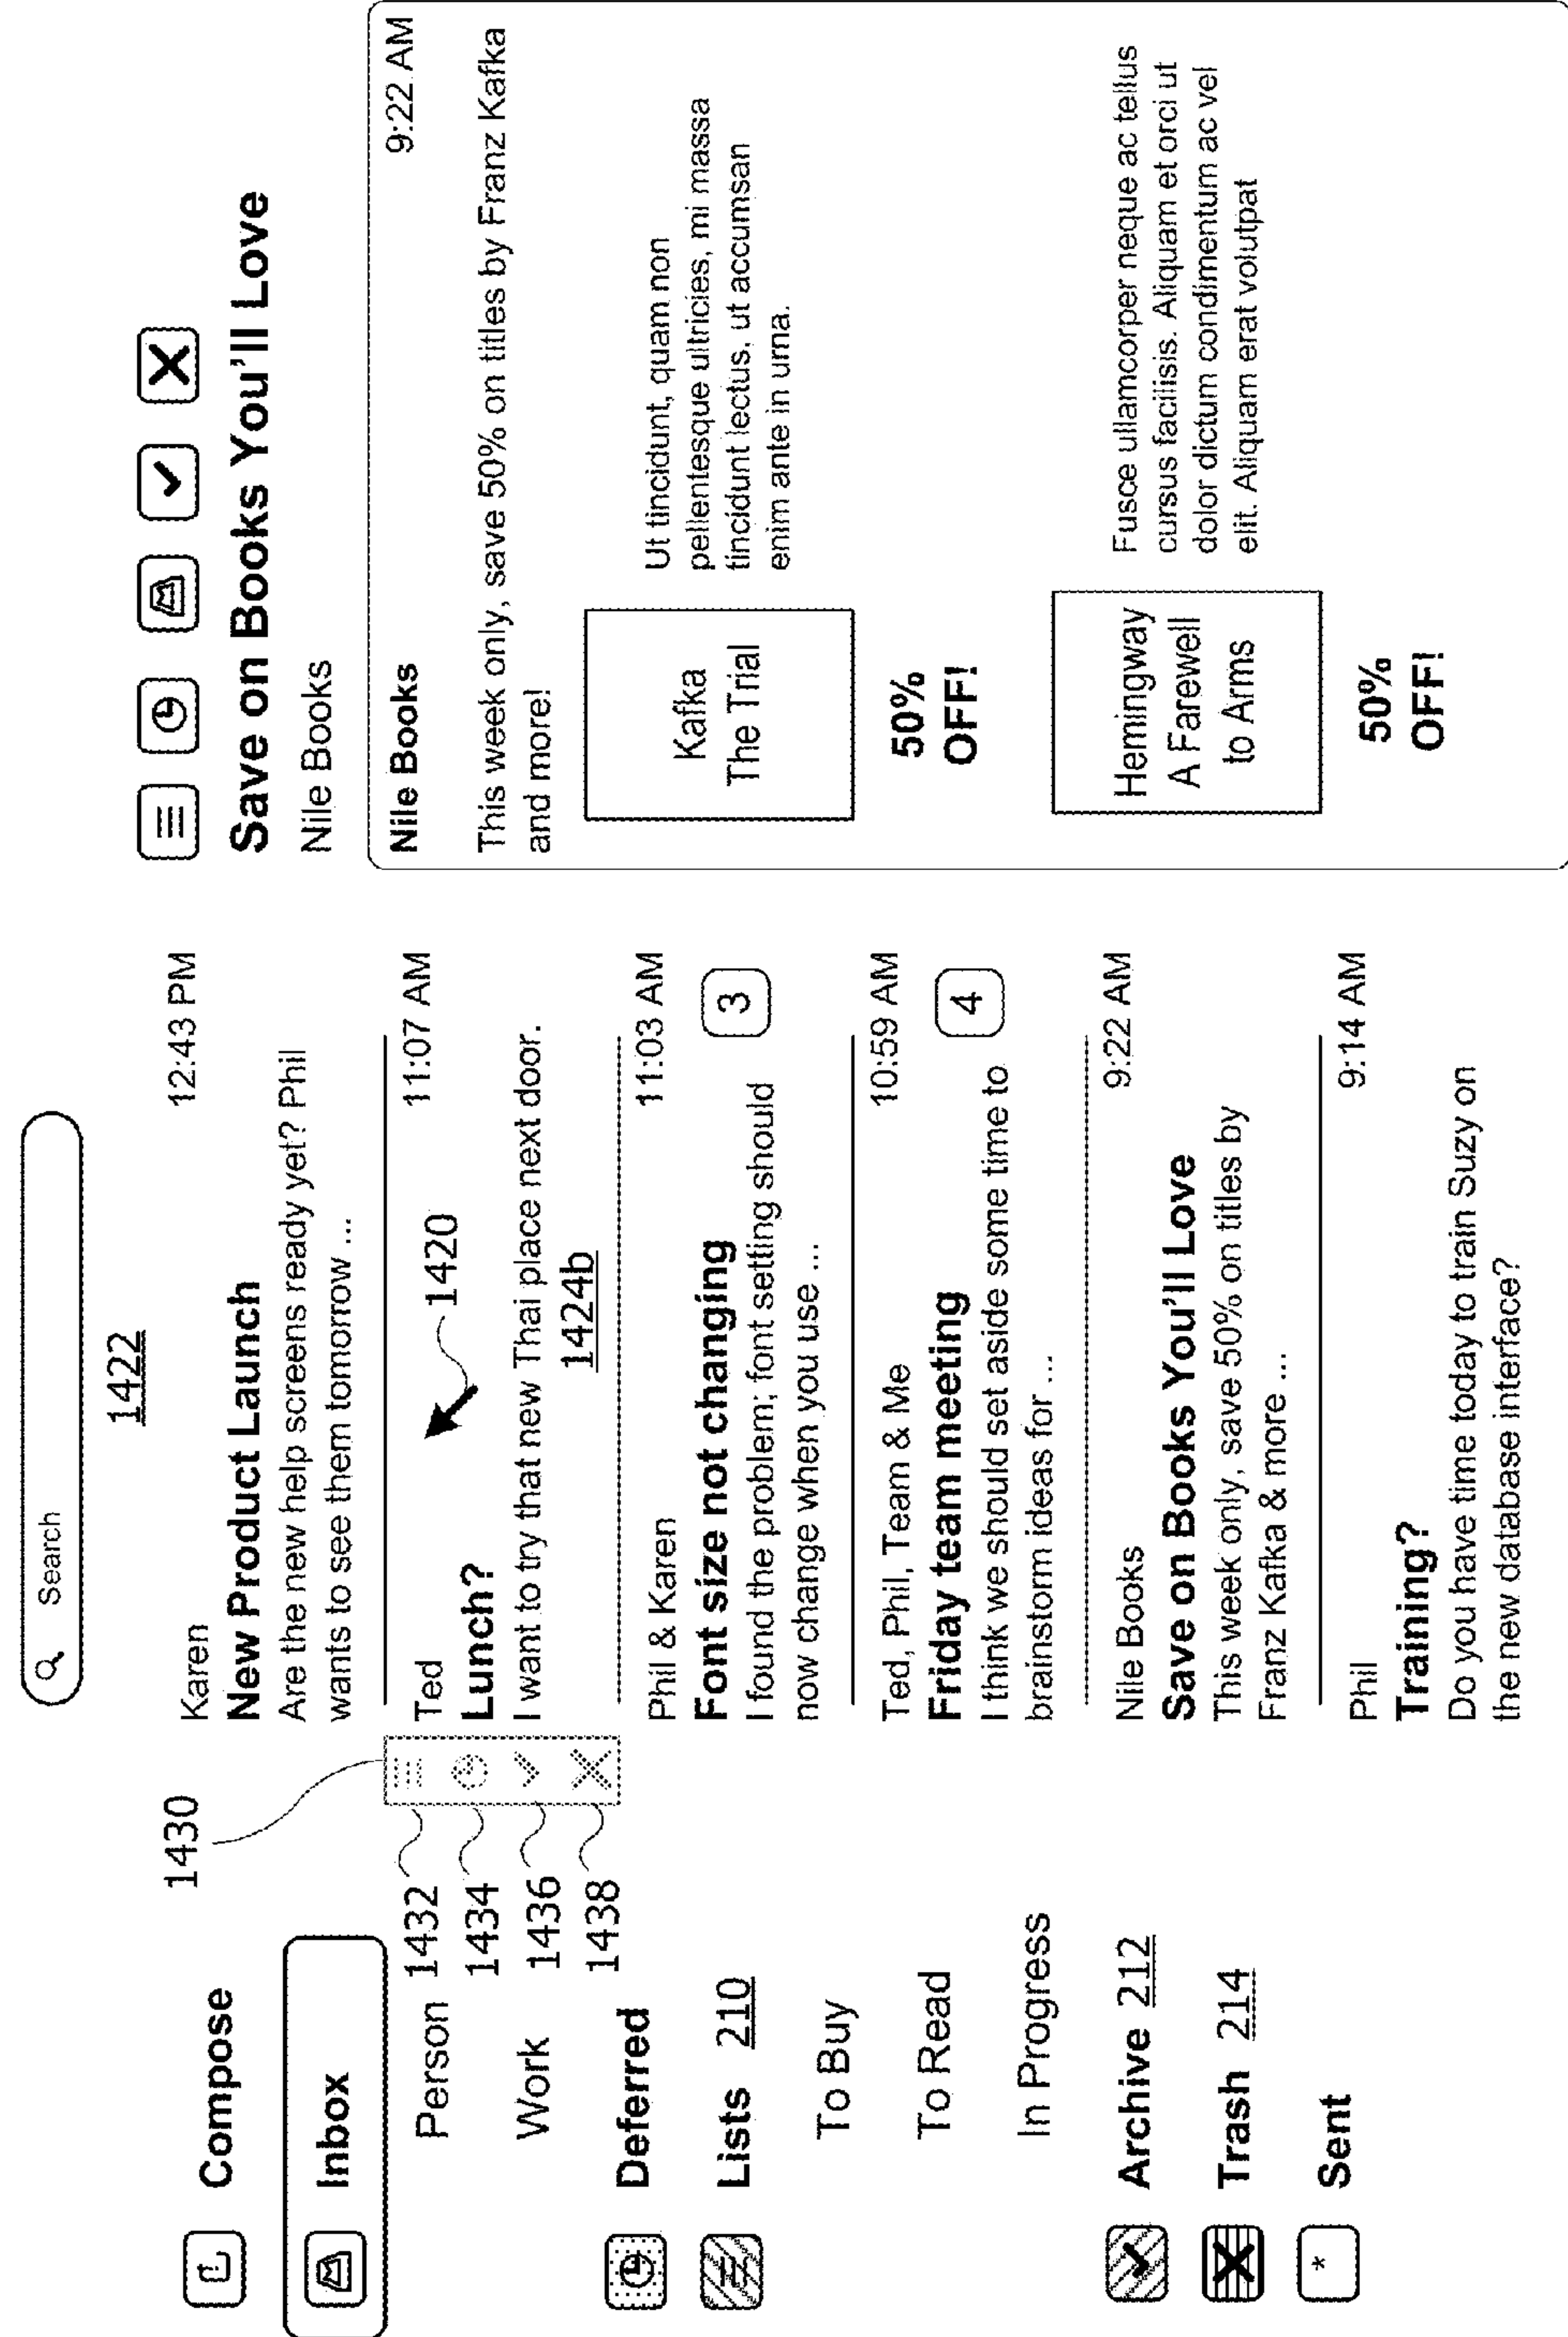 Compose
Inbox
Person
Work
Deferred
Lists 210
To Buy
To Read
In Progress
Archive 212
Trash 214
*
Sent
1430
1432
1434
1436
1438
Search
1422
Karen 12:43 PM
New Product Launch
Are the new help screens ready yet? Phil
wants to see them tomorrow ...
Ted 11:07 AM
1420
Lunch?
I want to try that new Thai place next door.
1424b
Phil & Karen 11:03 AM
Font size not changing 3
I found the problem; font setting should
now change when you use ...
Ted, Phil, Team & Me 10:59 AM
Friday team meeting 4
I think we should set aside some time to
brainstom ideas for ...
Nile Books 9:22 AM
Save on Books You'll Love
This week only, save 50% on titles by
Franz Kafka & more ...
Phil 9:14 AM
Training?
Do you have time today to train Suzy on
the new database interface?
Save on Books You'll Love
Nile Books
Nile Books 9:22 AM
This week only, save 50% on titles by Franz Kafka
and more!
Kafka
The Trial
50%
OFF!
Ut tincidunt, quam non
pellentesque ultricies, mi massa
tincidunt lectus, ut accumsan
enim ante in urna.
Hemingway
A Farewell
to Arms
50%
OFF!
Fusce ullamcorper neque ac tellus
cursus facilisis. Aliquam et orci ut
dolor dictum condimentum ac vel
elit. Aliquam erat volutpat